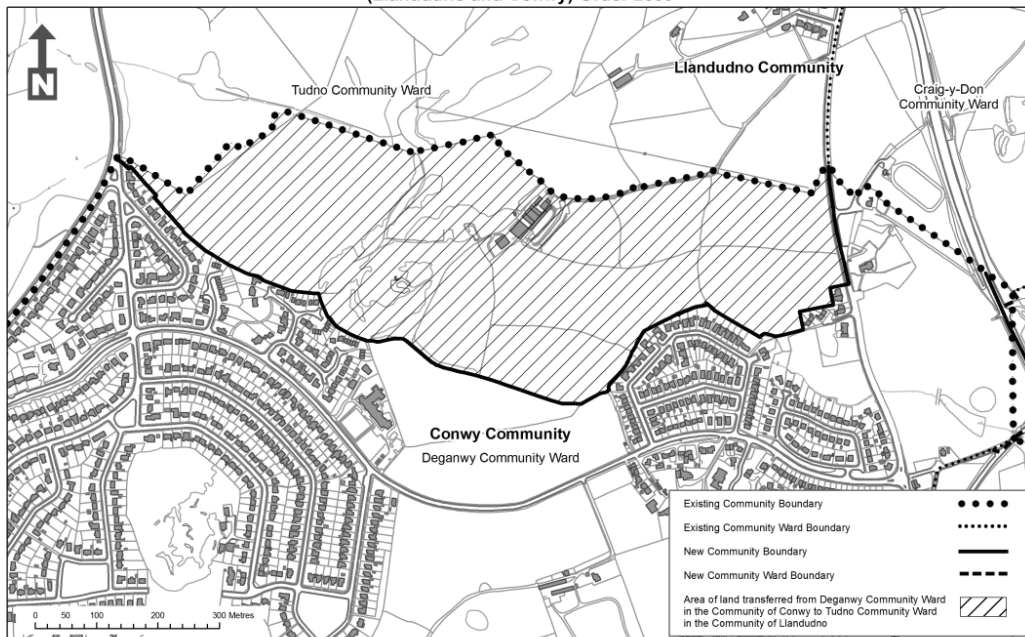 N
Tudno Community Ward
Llandudno Community
Craig-y-Don
Community Ward
Conwy Community
Deganwy Community Ward
Existing Community Boundary
Existing Community Ward Boundary
New Community Boundary
New Community Ward Boundary
Area of land transferred from Deganwy Community Ward
in the Community of Conwy to Tudno Community Ward
in the Community of Llandudno
0 50 100 200 300 Metres